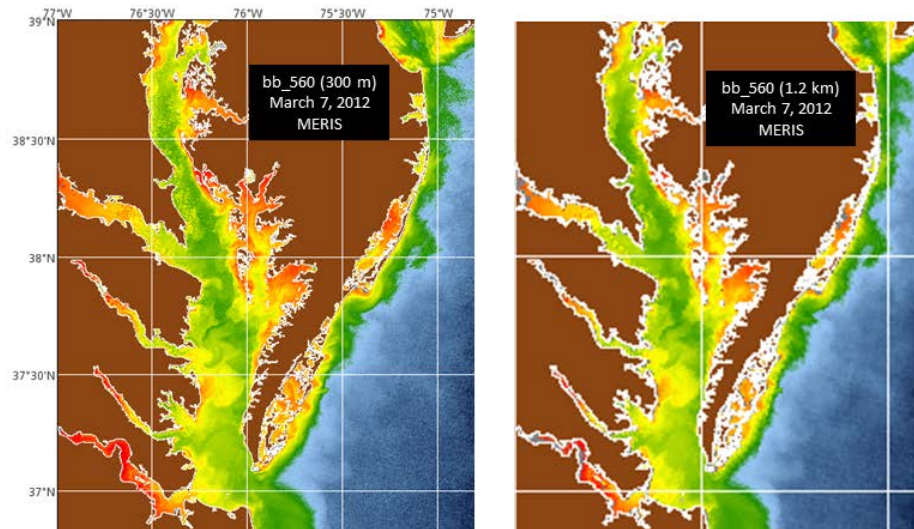 77°W 76°30'W 76°W 75°30'W 75°W
39°N
bb_560 (300 m)
March 7, 2012
MERIS
38°30'N
38°N
37°30'N
37°N
bb_560 (1.2 km)
March 7, 2012
MERIS